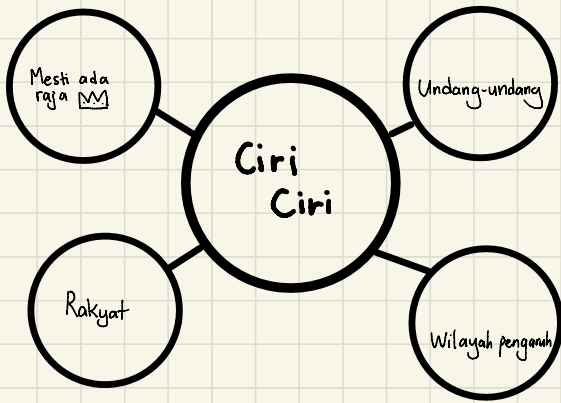 Mesti ada
raja
Undang-undang
Ciri
Ciri
Rakyat
Wilayah pengaruh